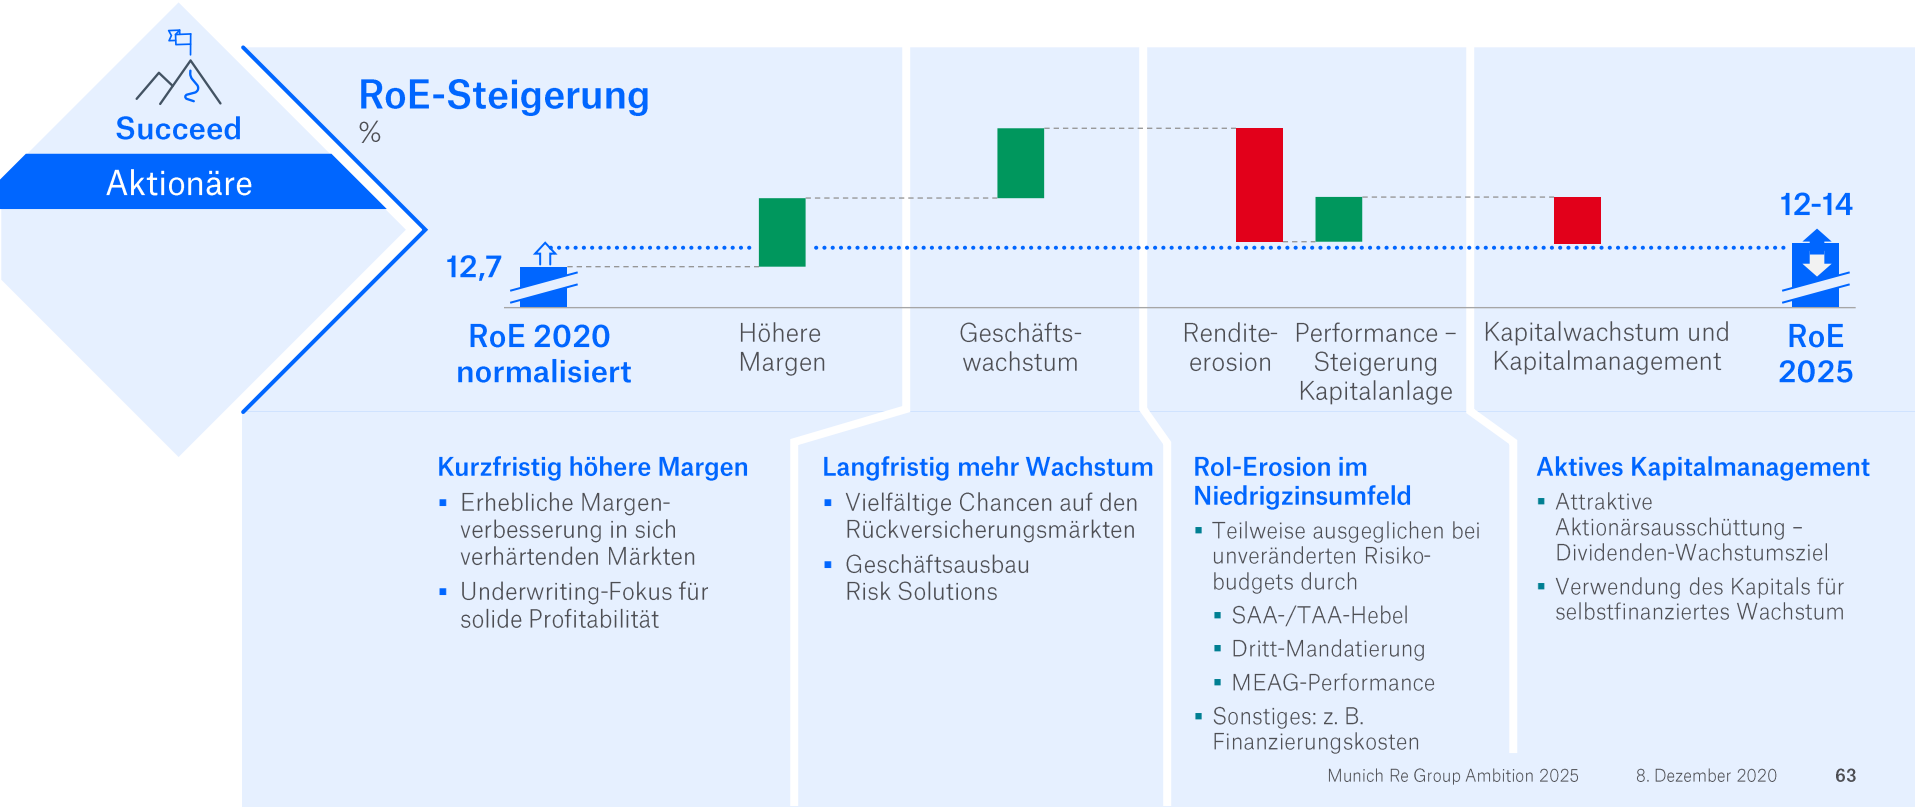 Succeed
Aktionäre
RoE-Steigerung
%
12,7
12-14
RoE 2020
normalisiert
Höhere
Margen
Geschäfts-
wachstum
Rendite-
erosion
Performance –
Steigerung
Kapitalanlage
Kapitalwachstum und
Kapitalmanagement
RoE
2025
Kurzfristig höhere Margen
▪ Erhebliche Margen-
verbesserung in sich
verhärtenden Märkten
▪ Underwriting-Fokus für
solide Profitabilität
Langfristig mehr Wachstum
▪ Vielfältige Chancen auf den
Rückversicherungsmärkten
▪ Geschäftsausbau
Risk Solutions
RoI-Erosion im
Niedrigzinsumfeld
▪ Teilweise ausgeglichen bei
unveränderten Risiko-
budgets durch
▪ SAA-/TAA-Hebel
▪ Dritt-Mandatierung
▪ MEAG-Performance
▪ Sonstiges: z. B.
Finanzierungskosten
Aktives Kapitalmanagement
▪ Attraktive
Aktionärsausschüttung –
Dividenden-Wachstumsziel
▪ Verwendung des Kapitals für
selbstfinanziertes Wachstum
Munich Re Group Ambition 2025 8. Dezember 2020 63